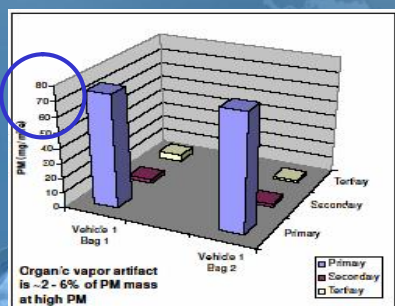 80
70
60
50
40
30
20
10
0
PM (mg/mile)
Vehicle 1
Bag 1
Vehicle 1
Bag 2
Tertiary
Secondary
Primary
Primary
Secondary
Tertiary
Organic vapor artifact
is ~2 - 6% of PM mass
at high PM